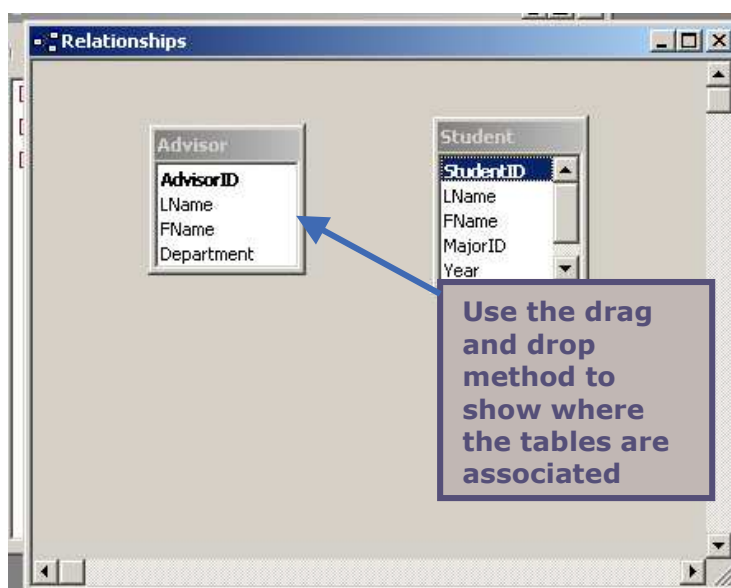 Relationships
Advisor
AdvisorID
LName
FName
Department
Student
StudentID
LName
FName
MajorID
Year
Use the drag
and drop
method to
show where
the tables are
associated